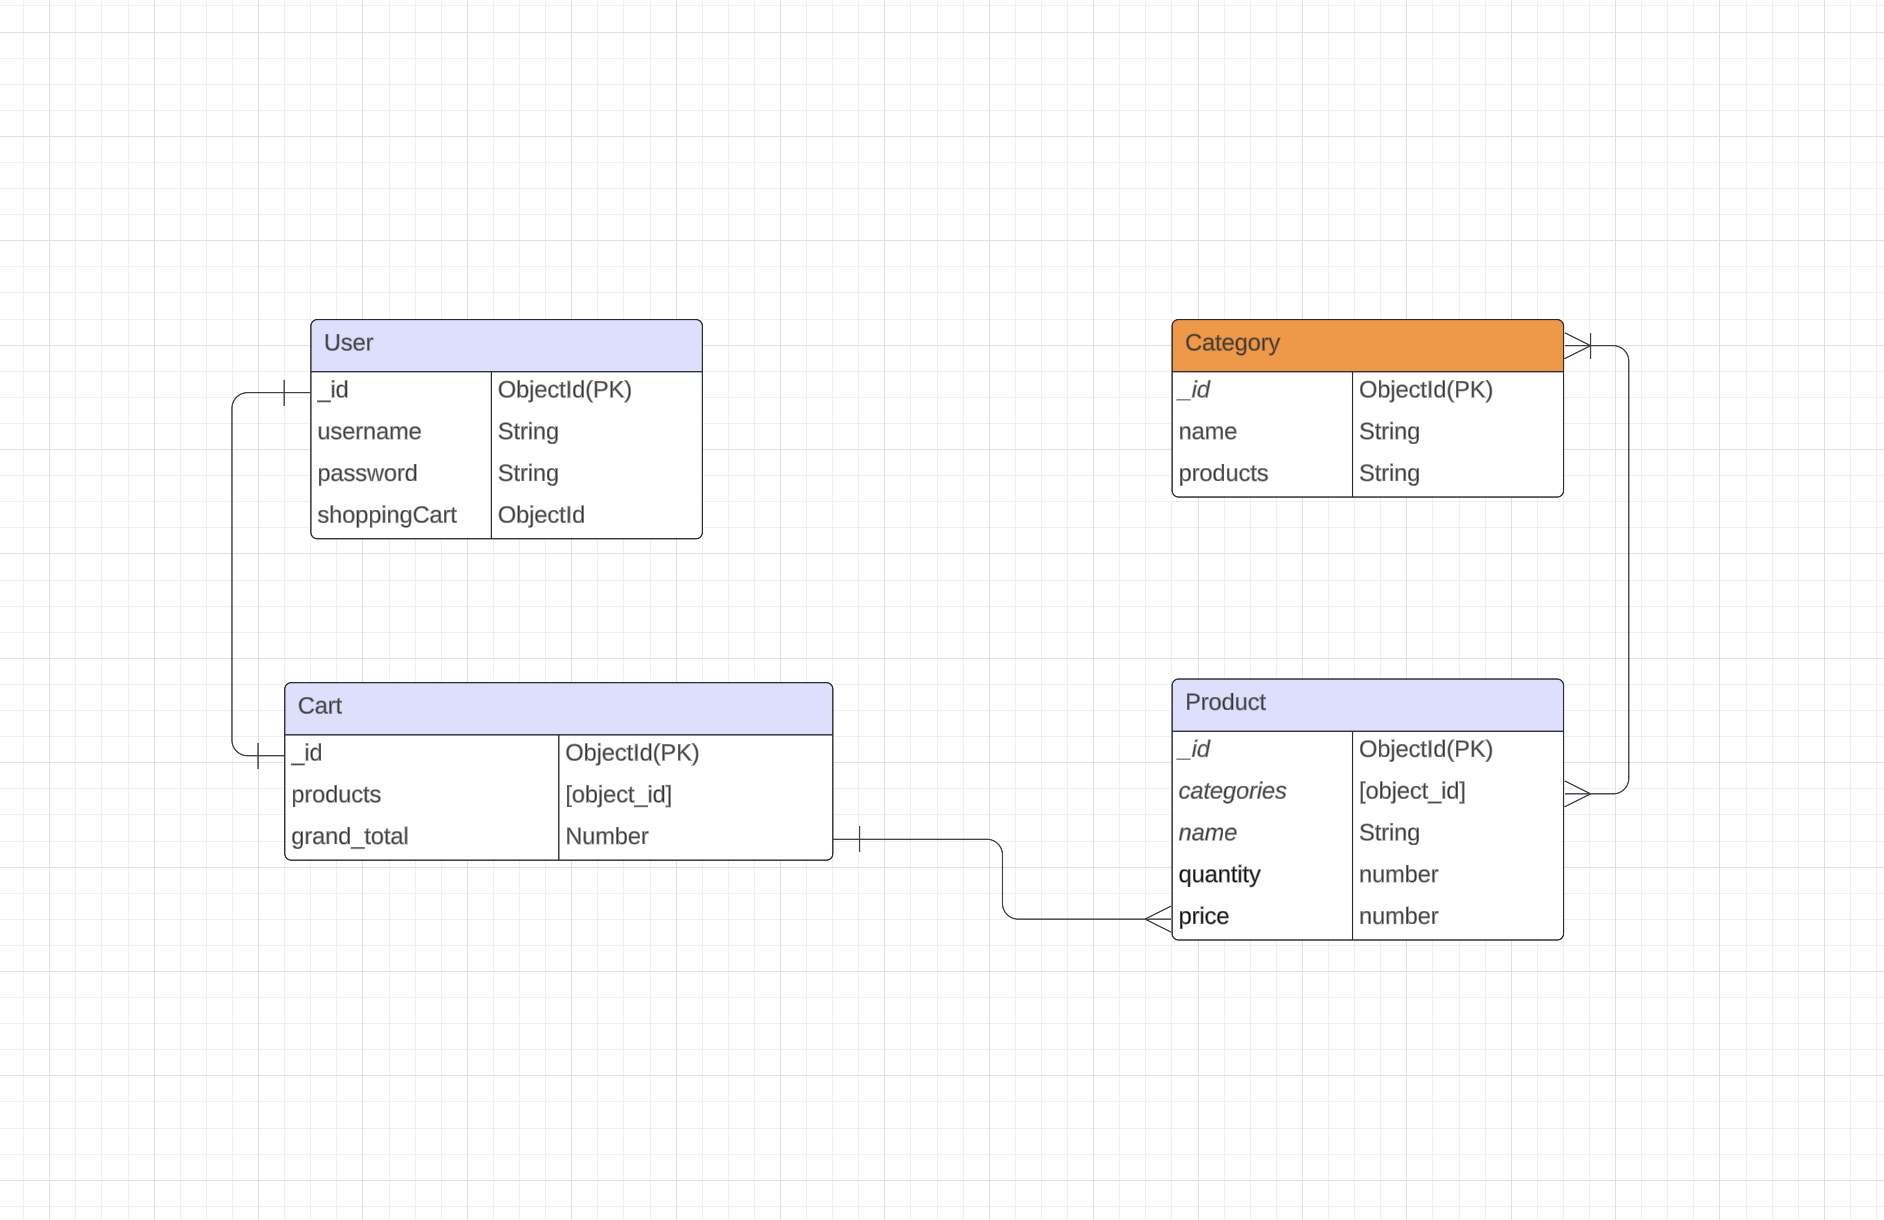 User
_id ObjectId(PK)
username String
password String
shoppingCart ObjectId
Category
_id ObjectId(PK)
name String
products String
Cart
_id ObjectId(PK)
products [object_id]
grand_total Number
Product
_id ObjectId(PK)
categories [object_id]
name String
quantity number
price number